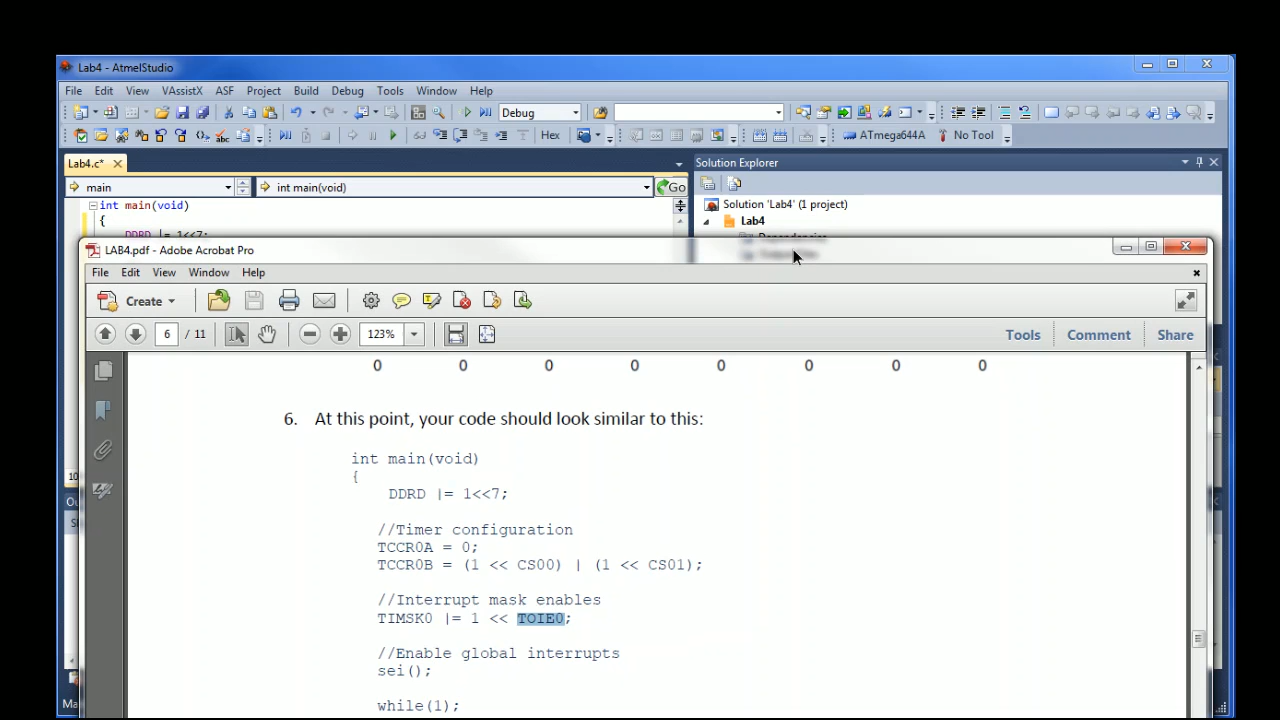 Lab4 - AtmelStudio
File Edit View VAssistX ASF Project Build Debug Tools Window Help
Debug
Hex ATmega644A No Tool
Lab4.c* Solution Explorer
main int main(void) Go
int main(void) Solution 'Lab4' (1 project)
{ Lab4
DDRD |= 1<<7; Dependencies
LAB4.pdf - Adobe Acrobat Pro
File Edit View Window Help
Create
6 / 11 123% Tools Comment Share
0 0 0 0 0 0 0 0
6. At this point, your code should look similar to this:
int main(void)
{
DDRD |= 1<<7;
//Timer configuration
TCCR0A = 0;
TCCR0B = (1 << CS00) | (1 << CS01);
//Interrupt mask enables
TIMSK0 |= 1 << TOIE0;
//Enable global interrupts
sei();
while(1);